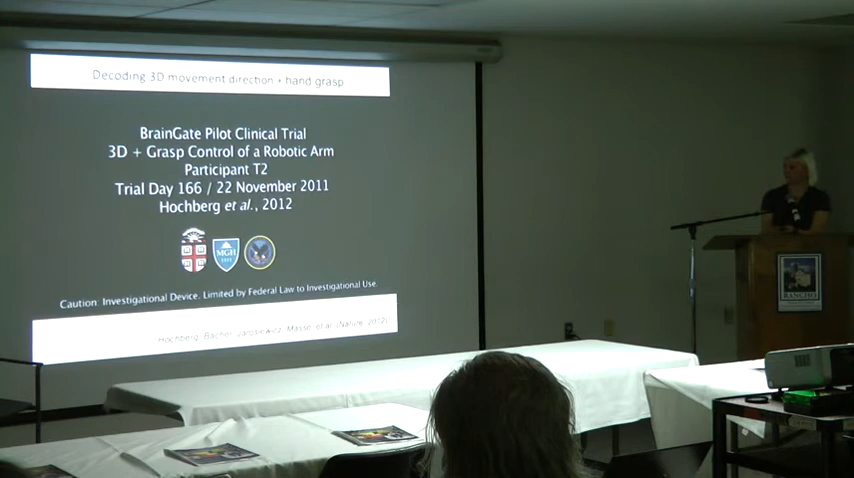 Decoding 3D movement direction + hand grasp
BrainGate Pilot Clinical Trial
3D + Grasp Control of a Robotic Arm
Participant T2
Trial Day 166 / 22 November 2011
Hochberg et al., 2012
MGH
Caution: Investigational Device. Limited by Federal Law to Investigational Use.
Hochberg, Bacher, Jarosiewicz, Masse, et al (Nature 2012)
RANCHO